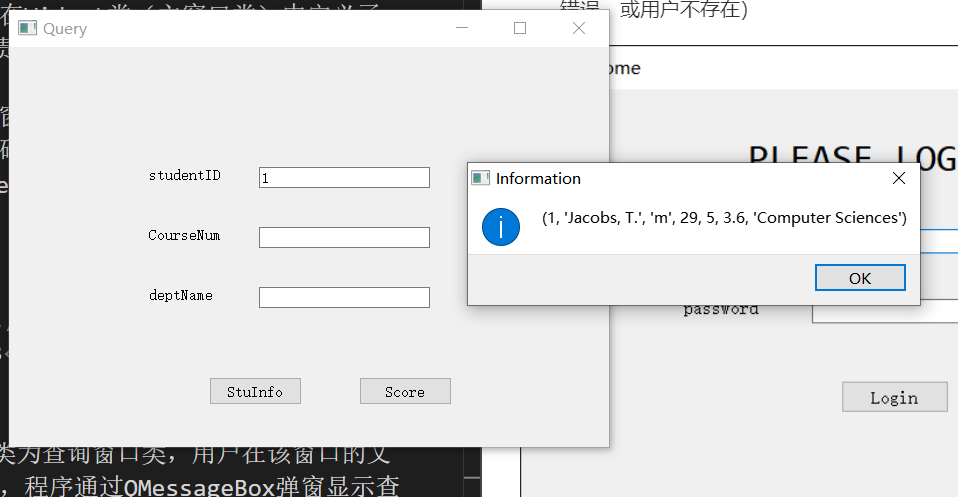 错误，或用户不存在)
Query
ome
PLEASE LOG
studentID
1
CourseNum
deptName
StuInfo
Score
Information
(1, 'Jacobs, T.', 'm', 29, 5, 3.6, 'Computer Sciences')
OK
password
Login
类为查询窗口类，用户在该窗口的文
，程序通过QMessageBox弹窗显示查